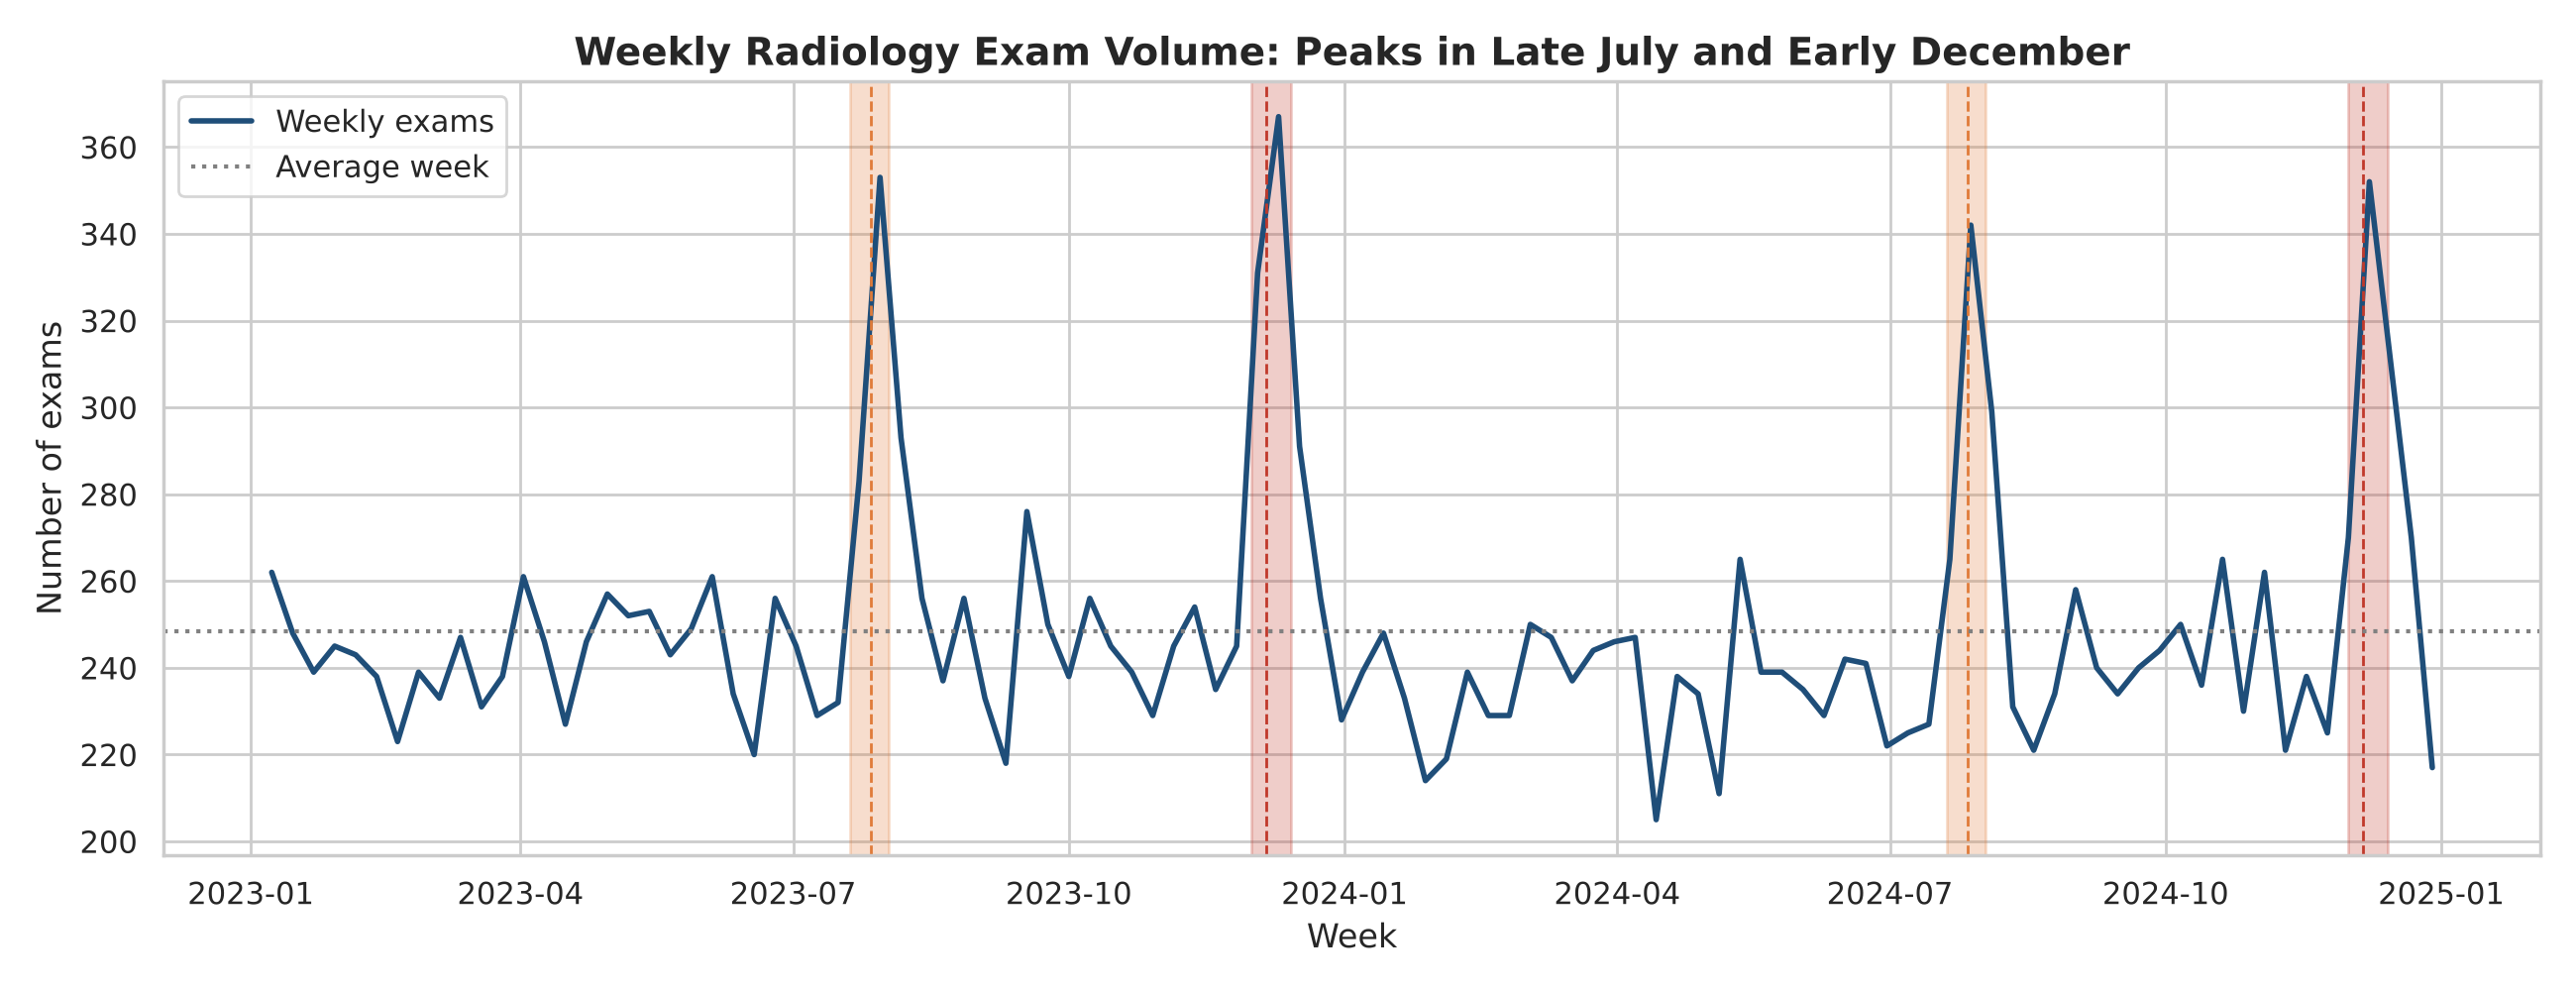 Weekly Radiology Exam Volume: Peaks in Late July and Early December
Weekly exams
Average week
Number of exams
360
340
320
300
280
260
240
220
200
2023-01 2023-04 2023-07 2023-10 2024-01 2024-04 2024-07 2024-10 2025-01
Week